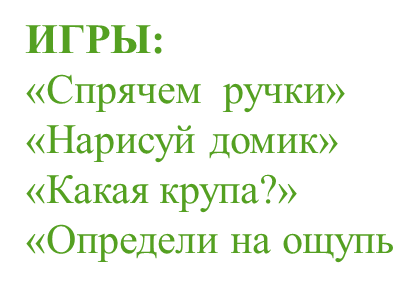 ИГРЫ:
«Спрячем ручки»
«Нарисуй домик»
«Какая крупа?»
«Определи на ощупь